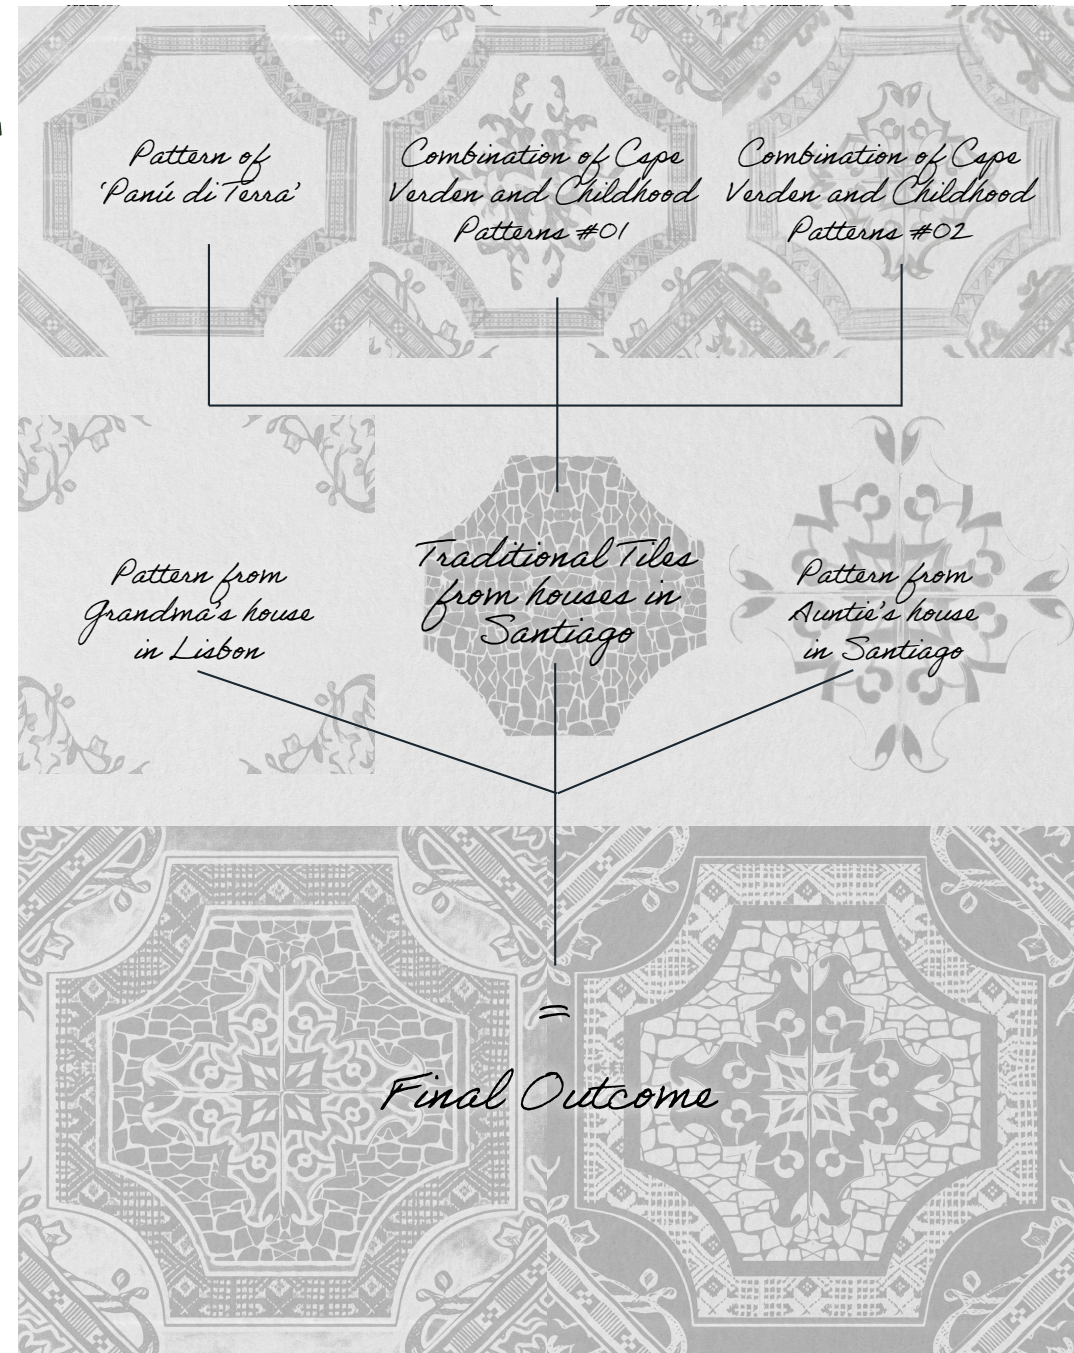 Pattern of
'Panú di Terra'
Combination of Cape
Verden and Childhood
Patterns #01
Combination of Cape
Verden and Childhood
Patterns #02
Pattern from
Grandma's house
in Lisbon
Traditional Tiles
from houses in
Santiago
Pattern from
Auntie's house
in Santiago
=
Final Outcome